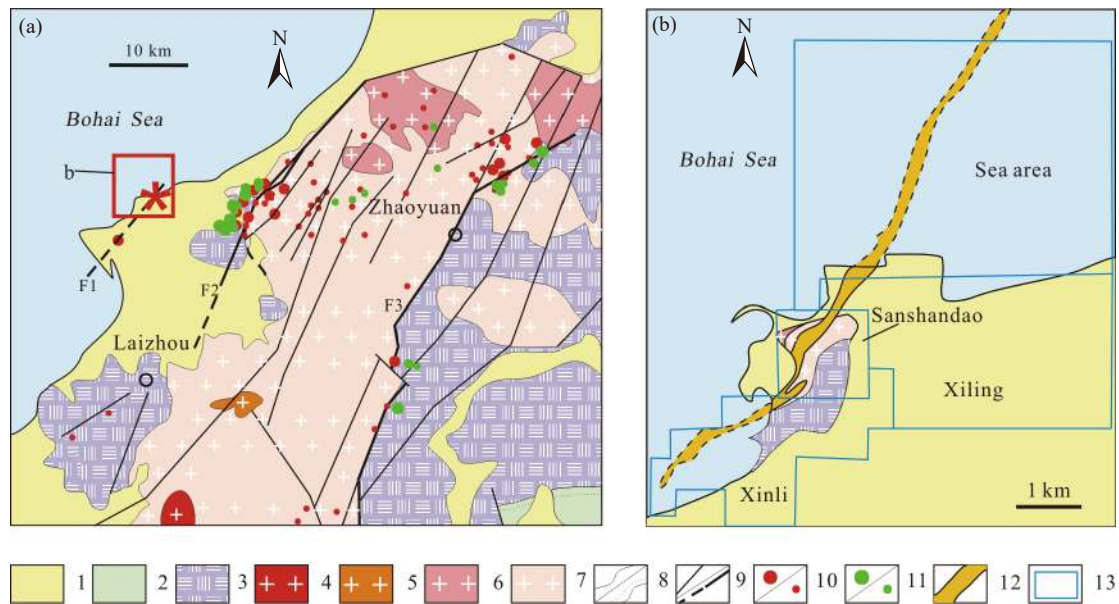 (a)
10 km
N
Bohai Sea
b
F1
F2
F3
Zhaoyuan
Laizhou
(b)
N
Bohai Sea
Sea area
Sanshandao
Xiling
Xinli
1 km
1 2 3 4 5 6 7 8 9 10 11 12 13